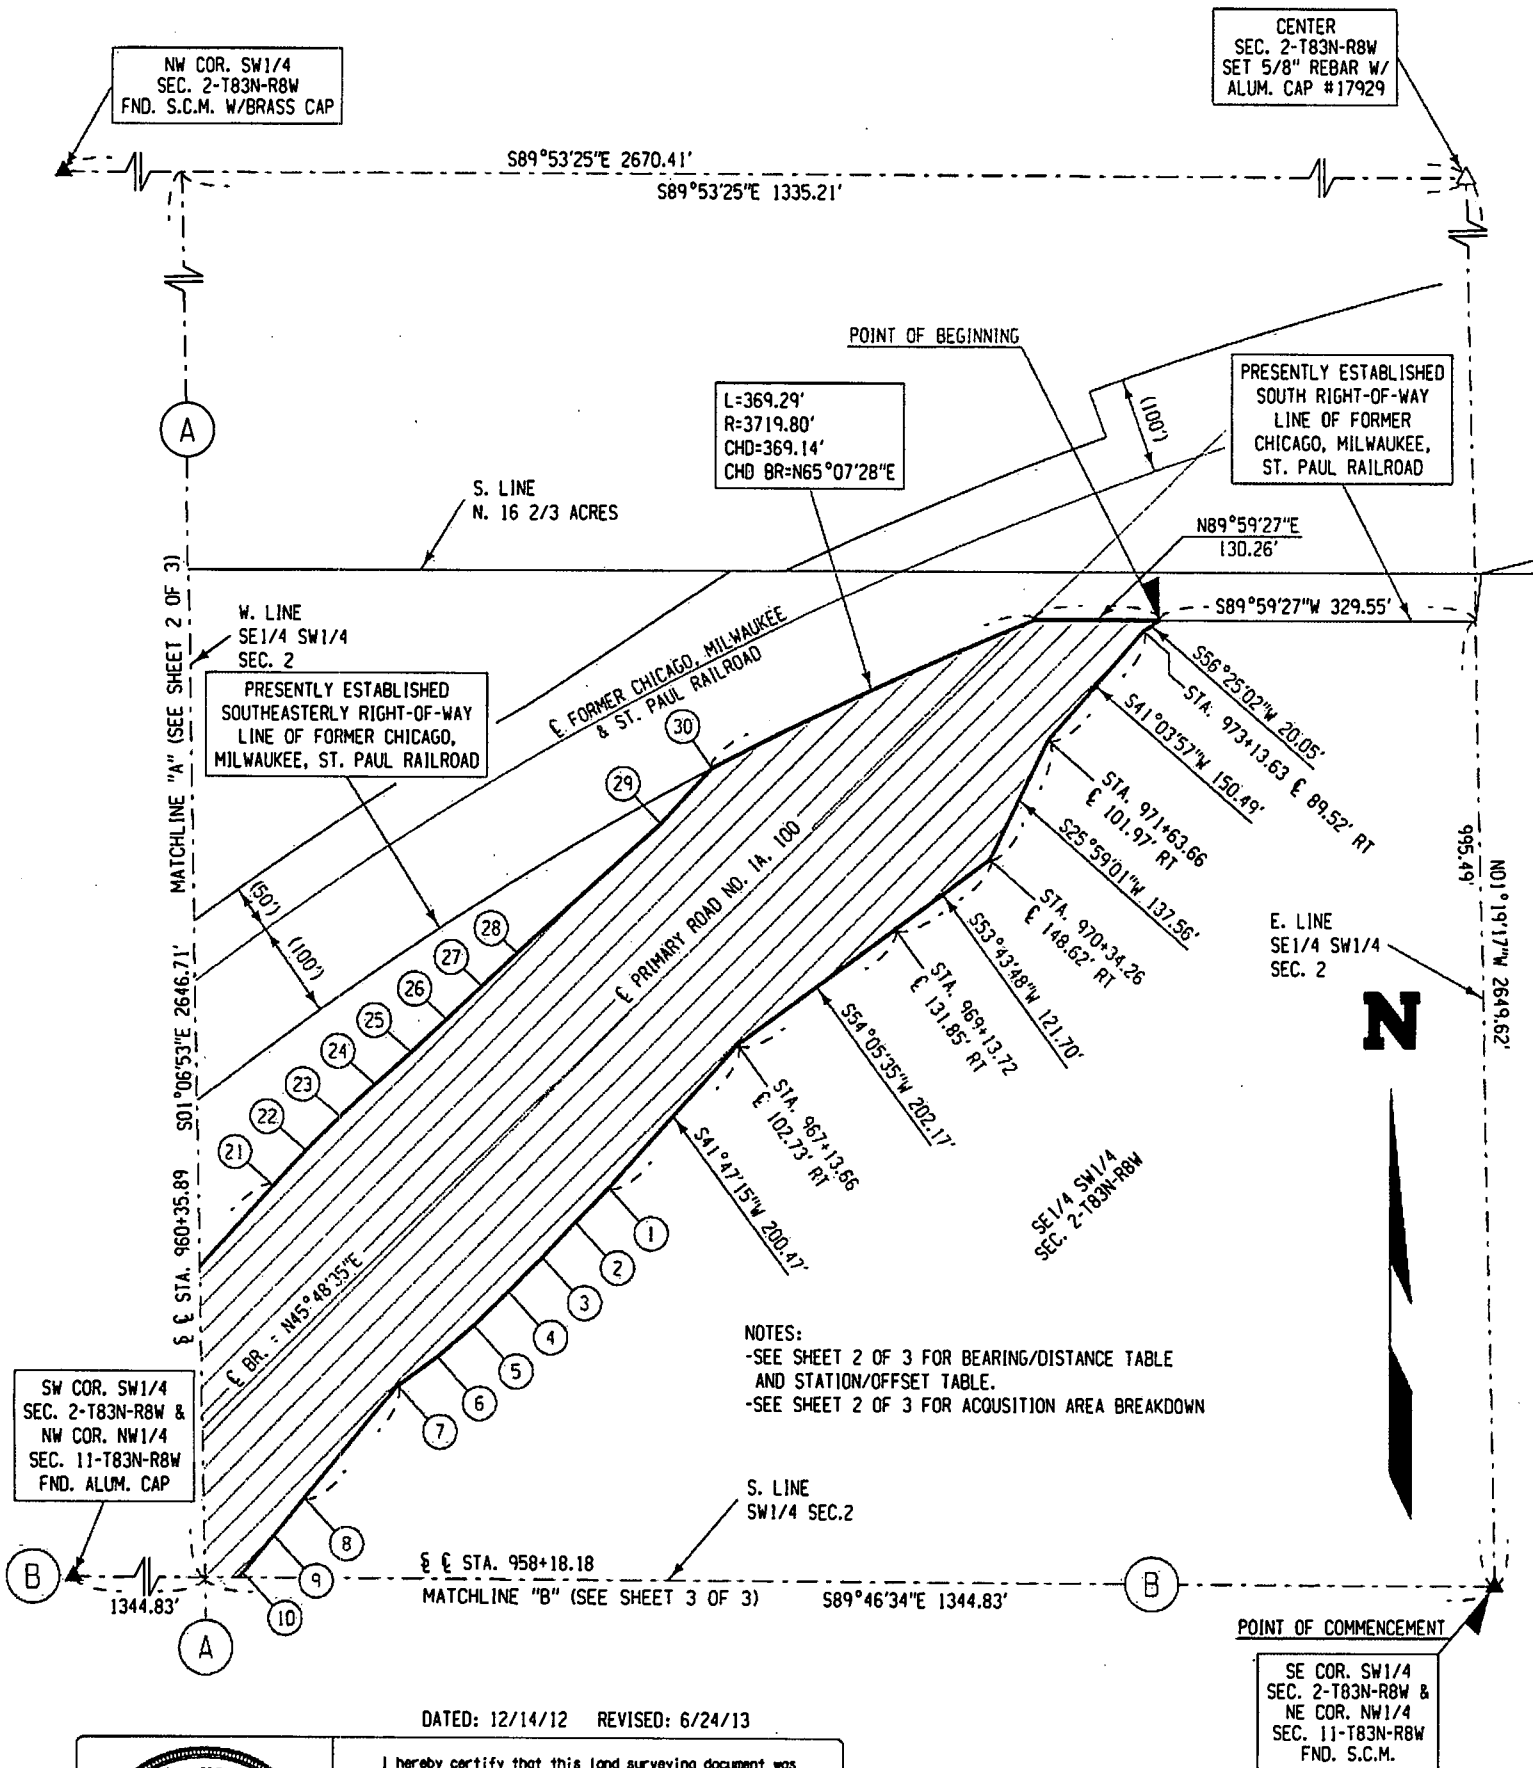 CENTER
SEC. 2-T83N-R8W
SET 5/8" REBAR W/
ALUM. CAP #17929
NW COR. SW1/4
SEC. 2-T83N-R8W
FND. S.C.M. W/BRASS CAP
S89°53'25"E 2670.41'
S89°53'25"E 1335.21'
POINT OF BEGINNING
PRESENTLY ESTABLISHED
SOUTH RIGHT-OF-WAY
LINE OF FORMER
CHICAGO, MILWAUKEE,
ST. PAUL RAILROAD
(100')
L=369.29'
R=3719.80'
CHD=369.14'
CHD BR=N65°07'28"E
A
S. LINE
N. 16 2/3 ACRES
N89°59'27"E
130.26'
MATCHLINE "A" (SEE SHEET 2 OF 3)
W. LINE
SE1/4 SW1/4
SEC. 2
S89°59'27"W 329.55'
PRESENTLY ESTABLISHED
SOUTHEASTERLY RIGHT-OF-WAY
LINE OF FORMER CHICAGO,
MILWAUKEE, ST. PAUL RAILROAD
℄ FORMER CHICAGO, MILWAUKEE
& ST. PAUL RAILROAD
S56°25'02"W 20.05'
STA. 973+13.63 ℄ 89.52' RT
S41°03'57"W 150.49'
STA. 971+63.66
℄ 101.97' RT
S25°59'01"W 137.56'
STA. 970+34.26
℄ 148.62' RT
S53°43'48"W 121.70'
STA. 969+13.72
℄ 131.85' RT
S54°05'35"W 202.17'
STA. 967+13.66
℄ 102.73' RT
S41°47'15"W 200.47'
995.49'
N01°19'17"W 2649.62'
E. LINE
SE1/4 SW1/4
SEC. 2
N
30
29
28
27
26
25
24
23
22
21
(50')
(100')
℄ PRIMARY ROAD NO. IA. 100
S01°06'53"E 2646.71'
℄ STA. 960+35.89
℄ BR. = N45°48'35"E
SE1/4 SW1/4
SEC. 2-T83N-R8W
1
2
3
4
5
6
7
8
9
10
NOTES:
-SEE SHEET 2 OF 3 FOR BEARING/DISTANCE TABLE
AND STATION/OFFSET TABLE.
-SEE SHEET 2 OF 3 FOR ACQUSITION AREA BREAKDOWN
SW COR. SW1/4
SEC. 2-T83N-R8W &
NW COR. NW1/4
SEC. 11-T83N-R8W
FND. ALUM. CAP
S. LINE
SW1/4 SEC.2
B
1344.83'
℄ STA. 958+18.18
MATCHLINE "B" (SEE SHEET 3 OF 3)
S89°46'34"E 1344.83'
B
A
POINT OF COMMENCEMENT
SE COR. SW1/4
SEC. 2-T83N-R8W &
NE COR. NW1/4
SEC. 11-T83N-R8W
FND. S.C.M.
DATED: 12/14/12 REVISED: 6/24/13
I hereby certify that this land surveying document was